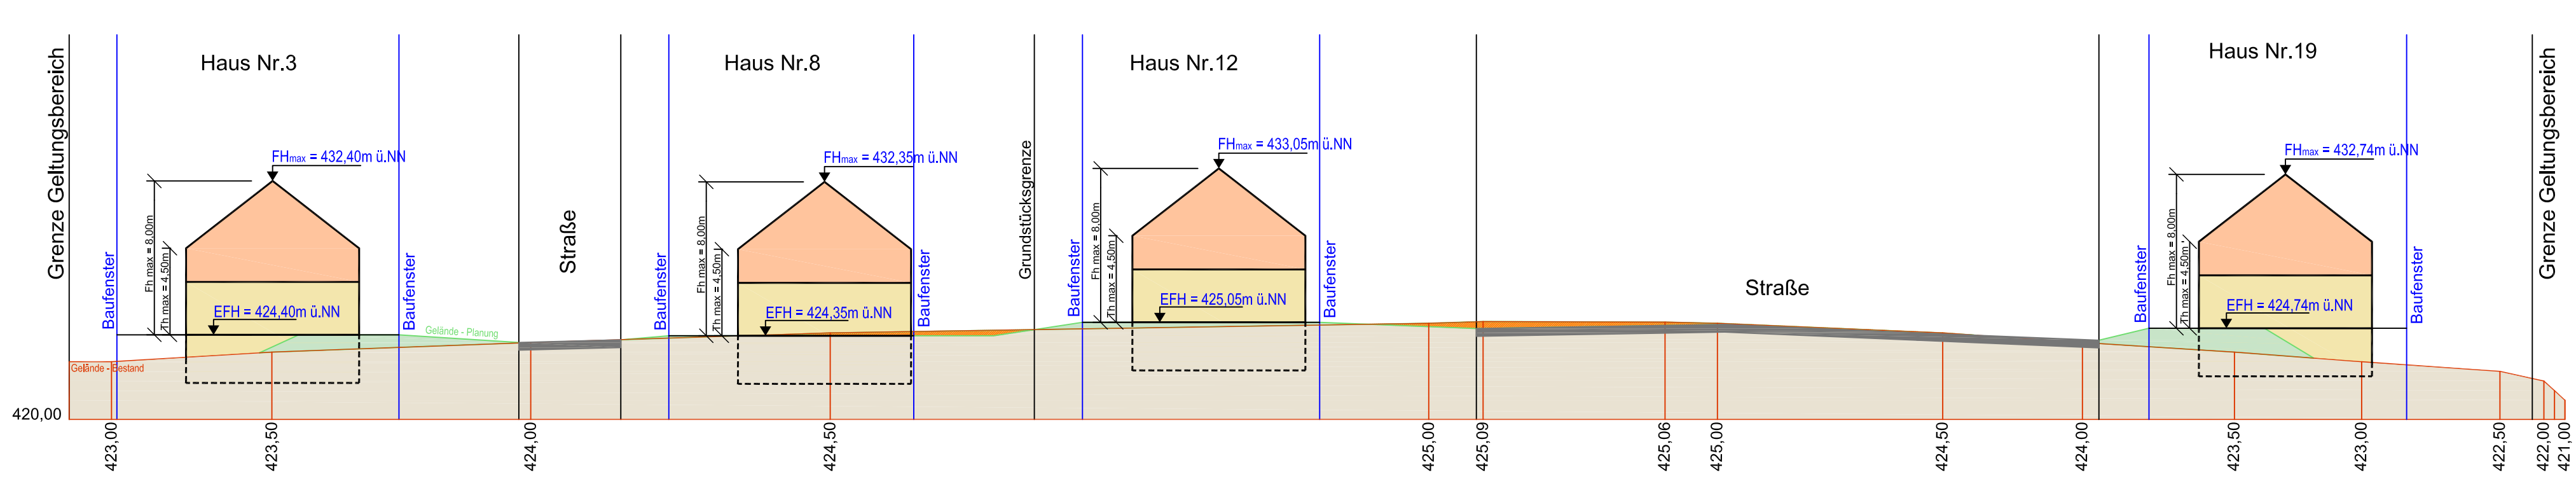 Haus Nr.3
Haus Nr.8
Haus Nr.12
Haus Nr.19
Grenze Geltungsbereich
Baufenster
Fh max = 8,00m
Th max = 4,50m
FHmax = 432,40m ü.NN
EFH = 424,40m ü.NN
Baufenster
Gelände - Planung
Gelände - Bestand
Straße
Baufenster
Fh max = 8,00m
Th max = 4,50m
FHmax = 432,35m ü.NN
EFH = 424,35m ü.NN
Baufenster
Grundstücksgrenze
Baufenster
Fh max = 8,00m
Th max = 4,50m
FHmax = 433,05m ü.NN
EFH = 425,05m ü.NN
Baufenster
Straße
Baufenster
Fh max = 8,00m
Th max = 4,50m
FHmax = 432,74m ü.NN
EFH = 424,74m ü.NN
Baufenster
Grenze Geltungsbereich
420,00
423,00
423,50
424,00
424,50
425,00
425,09
425,06
425,00
424,50
424,00
423,50
423,00
422,50
422,00
421,00